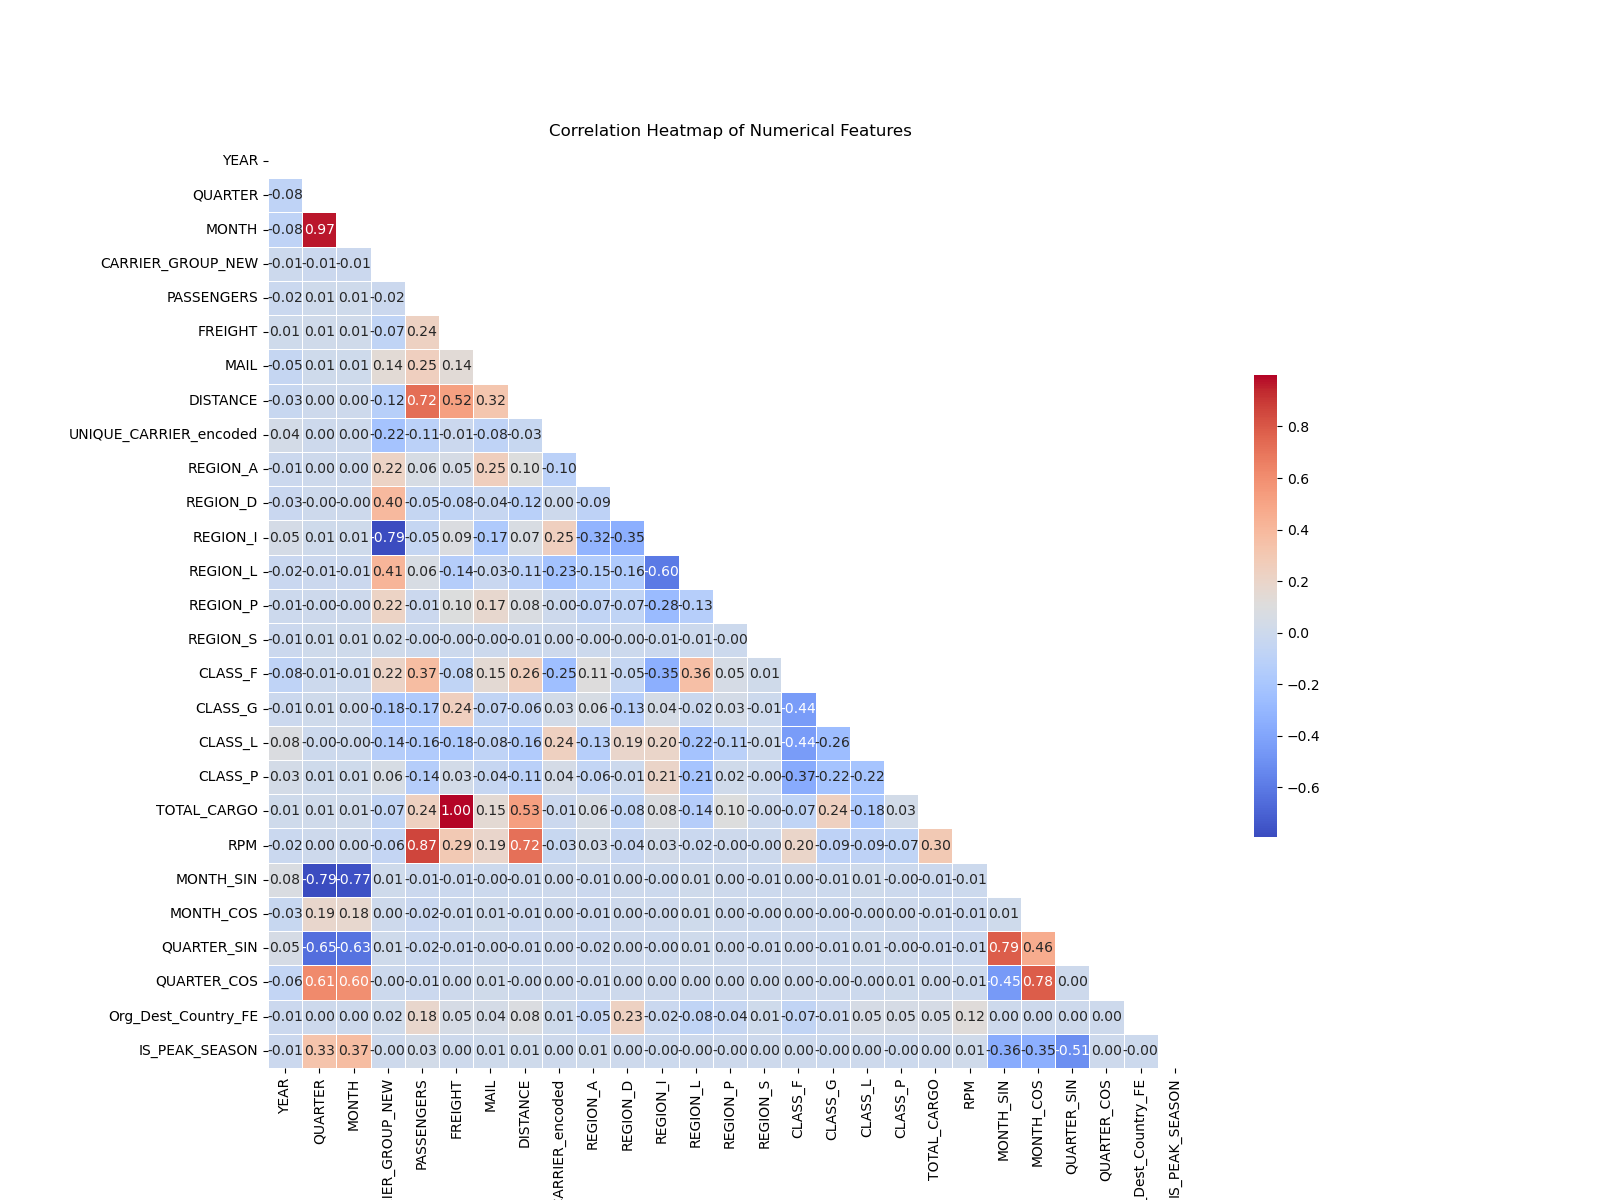 Correlation Heatmap of Numerical Features
YEAR
QUARTER -0.08
MONTH -0.08 0.97
CARRIER_GROUP_NEW -0.01 -0.01 -0.01
PASSENGERS -0.02 0.01 0.01 -0.02
FREIGHT 0.01 0.01 0.01 -0.07 0.24
MAIL -0.05 0.01 0.01 0.14 0.25 0.14
DISTANCE -0.03 0.00 0.00 -0.12 0.72 0.52 0.32
UNIQUE_CARRIER_encoded 0.04 0.00 0.00 -0.22 -0.11 -0.01 -0.08 -0.03
REGION_A -0.01 0.00 0.00 0.22 0.06 0.05 0.25 0.10 -0.10
REGION_D -0.03 -0.00 -0.00 0.40 -0.05 -0.08 -0.04 -0.12 0.00 -0.09
REGION_I 0.05 0.01 0.01 -0.79 -0.05 0.09 -0.17 0.07 0.25 -0.32 -0.35
REGION_L -0.02 -0.01 -0.01 0.41 0.06 -0.14 -0.03 -0.11 -0.23 -0.15 -0.16 -0.60
REGION_P -0.01 -0.00 -0.00 0.22 -0.01 0.10 0.17 0.08 -0.00 -0.07 -0.07 -0.28 -0.13
REGION_S -0.01 0.01 0.01 0.02 -0.00 -0.00 -0.00 -0.01 0.00 -0.00 -0.00 -0.01 -0.01 -0.00
CLASS_F -0.08 -0.01 -0.01 0.22 0.37 -0.08 0.15 0.26 -0.25 0.11 -0.05 -0.35 0.36 0.05 0.01
CLASS_G -0.01 0.01 0.00 -0.18 -0.17 0.24 -0.07 -0.06 0.03 0.06 -0.13 0.04 -0.02 0.03 -0.01 -0.44
CLASS_L 0.08 -0.00 -0.00 -0.14 -0.16 -0.18 -0.08 -0.16 0.24 -0.13 0.19 0.20 -0.22 -0.11 -0.01 -0.44 -0.26
CLASS_P 0.03 0.01 0.01 0.06 -0.14 0.03 -0.04 -0.11 0.04 -0.06 -0.01 0.21 -0.21 0.02 -0.00 -0.37 -0.22 -0.22
TOTAL_CARGO 0.01 0.01 0.01 -0.07 0.24 1.00 0.15 0.53 -0.01 0.06 -0.08 0.08 -0.14 0.10 -0.00 -0.07 0.24 -0.18 0.03
RPM -0.02 0.00 0.00 -0.06 0.87 0.29 0.19 0.72 -0.03 0.03 -0.04 0.03 -0.02 -0.00 -0.00 0.20 -0.09 -0.09 -0.07 0.30
MONTH_SIN 0.08 -0.79 -0.77 0.01 -0.01 -0.01 -0.00 -0.01 0.00 -0.01 0.00 -0.00 0.01 0.00 -0.01 0.00 -0.01 0.01 -0.00 -0.01 -0.01
MONTH_COS -0.03 0.19 0.18 0.00 -0.02 -0.01 0.01 -0.01 0.00 -0.01 0.00 -0.00 0.01 0.00 -0.00 0.00 -0.00 -0.00 0.00 -0.01 -0.01 0.01
QUARTER_SIN 0.05 -0.65 -0.63 0.01 -0.02 -0.01 -0.00 -0.01 0.00 -0.02 0.00 -0.00 0.01 0.00 -0.01 0.00 -0.01 0.01 -0.00 -0.01 -0.01 0.79 0.46
QUARTER_COS -0.06 0.61 0.60 -0.00 -0.01 0.00 0.01 -0.00 0.00 -0.01 0.00 0.00 0.00 0.00 0.00 0.00 -0.00 -0.00 0.01 0.00 -0.01 -0.45 0.78 0.00
Org_Dest_Country_FE -0.01 0.00 0.00 0.02 0.18 0.05 0.04 0.08 0.01 -0.05 0.23 -0.02 -0.08 -0.04 0.01 -0.07 -0.01 0.05 0.05 0.05 0.12 0.00 0.00 0.00 0.00
IS_PEAK_SEASON -0.01 0.33 0.37 -0.00 0.03 0.00 0.01 0.01 0.00 0.01 0.00 -0.00 -0.00 -0.00 0.00 0.00 0.00 -0.00 -0.00 0.00 0.01 -0.36 -0.35 -0.51 0.00 -0.00
YEAR
QUARTER
MONTH
IER_GROUP_NEW
PASSENGERS
FREIGHT
MAIL
DISTANCE
ARRIER_encoded
REGION_A
REGION_D
REGION_I
REGION_L
REGION_P
REGION_S
CLASS_F
CLASS_G
CLASS_L
CLASS_P
TOTAL_CARGO
RPM
MONTH_SIN
MONTH_COS
QUARTER_SIN
QUARTER_COS
_Dest_Country_FE
IS_PEAK_SEASON
0.8
0.6
0.4
0.2
0.0
−0.2
−0.4
−0.6